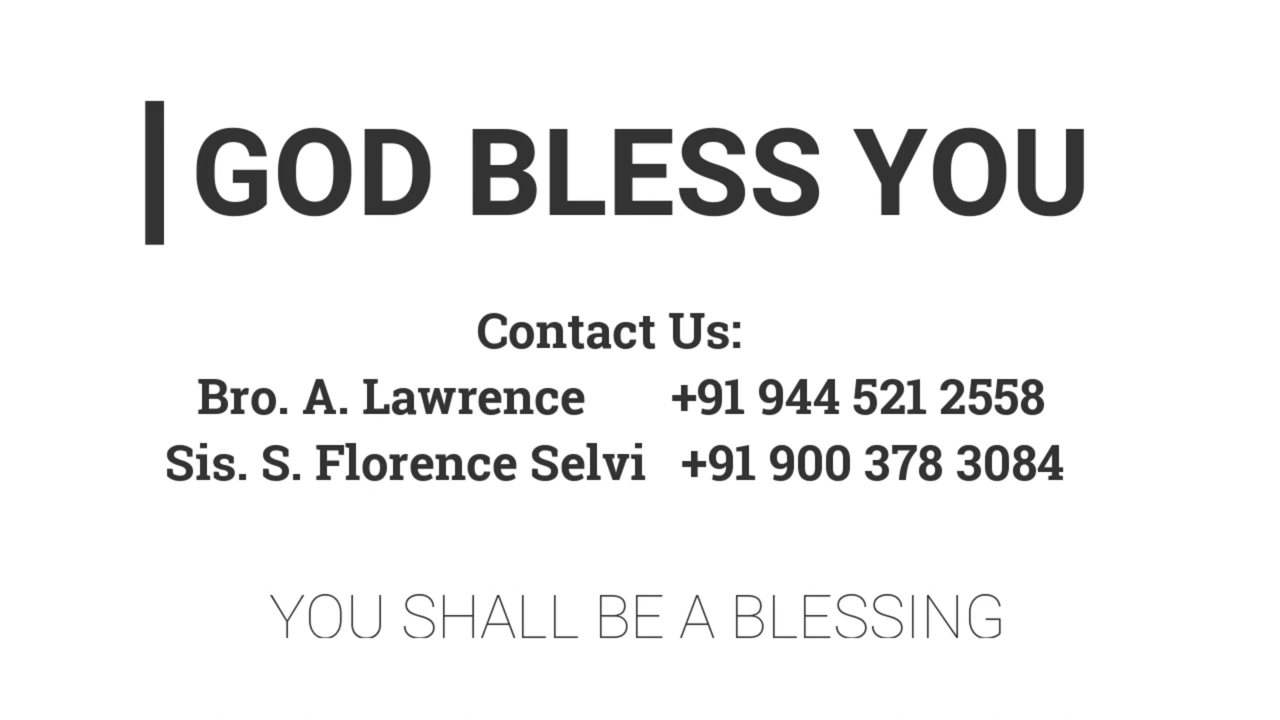 GOD BLESS YOU
Contact Us:
Bro. A. Lawrence +91 944 521 2558
Sis. S. Florence Selvi +91 900 378 3084
YOU SHALL BE A BLESSING